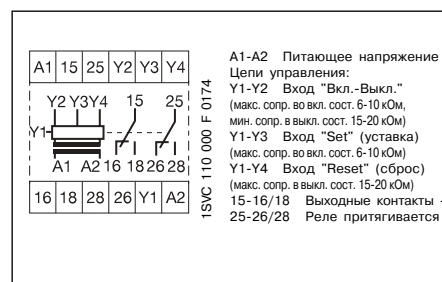 A1 15 25 Y2 Y3 Y4
Y2 Y3 Y4 15 25
Y1
A1 A2 16 18 26 28
16 18 28 26 Y1 A2
1SVC 110 000 F 0174
A1-A2 Питающее напряжение
Цепи управления:
Y1-Y2 Вход "Вкл.-Выкл."
(макс. сопр. во вкл. сост. 6-10 кОм,
мин. сопр. в выкл. сост. 15-20 кОм)
Y1-Y3 Вход "Set" (уставка)
(макс. сопр. во вкл. сост. 6-10 кОм)
Y1-Y4 Вход "Reset" (сброс)
(макс. сопр. в выкл. сост. 15-20 кОм)
15-16/18 Выходные контакты -
25-26/28 Реле притягивается